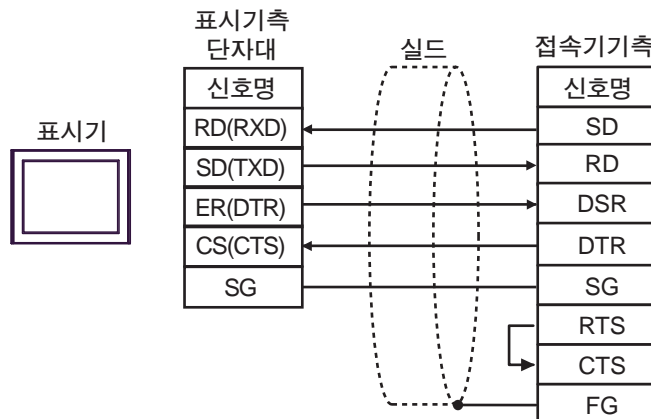 표시기
표시기측
단자대
신호명
RD(RXD)
SD(TXD)
ER(DTR)
CS(CTS)
SG
실드
접속기기측
신호명
SD
RD
DSR
DTR
SG
RTS
CTS
FG